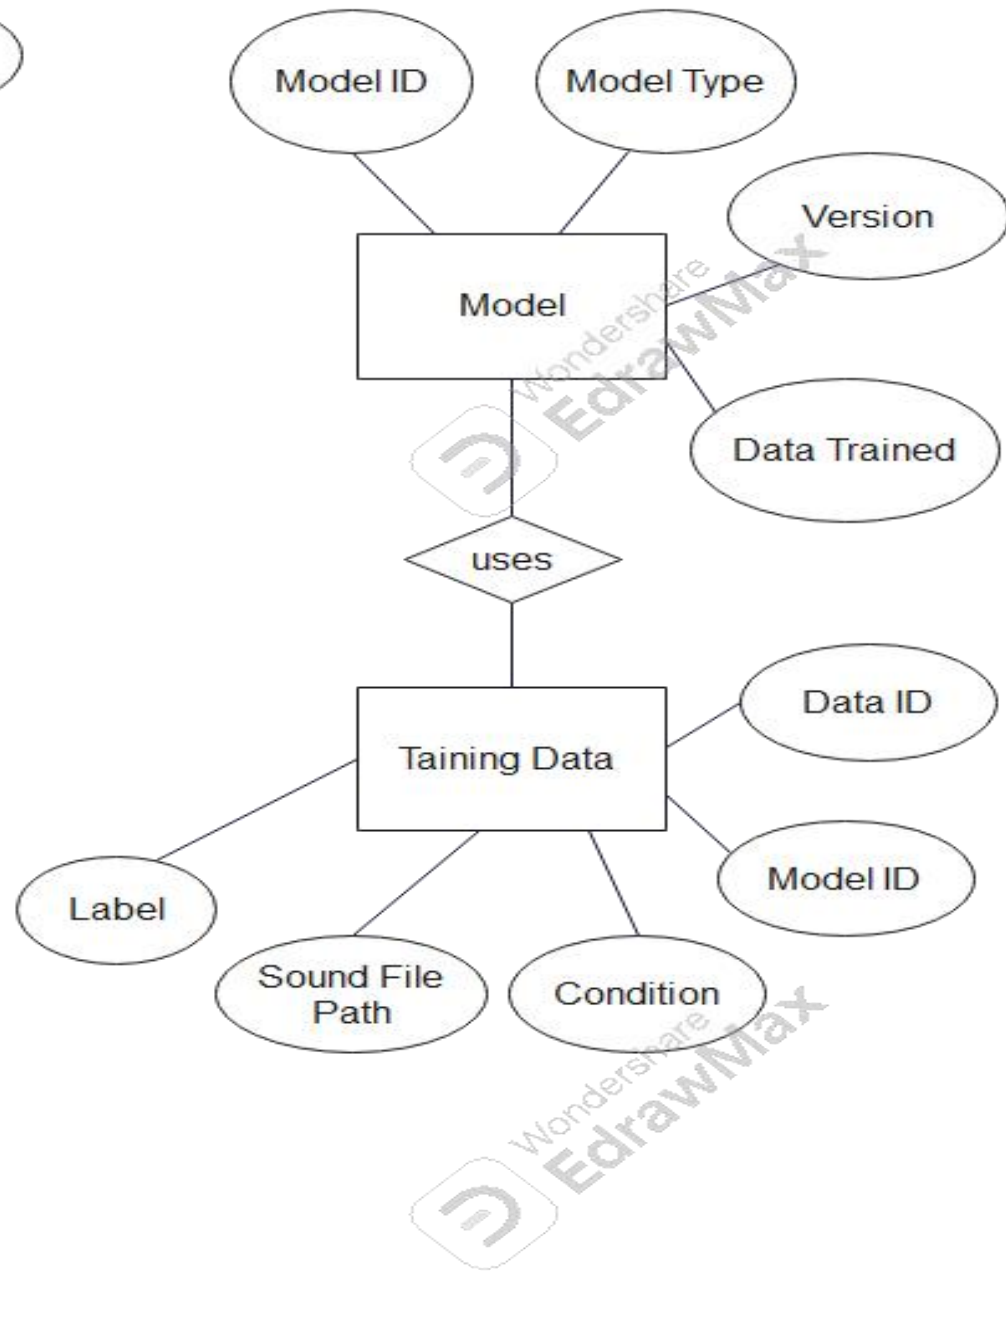 Model ID
Model Type
Version
Model
Wondershare
EdrawMax
Data Trained
uses
Data ID
Taining Data
Model ID
Label
Sound File
Path
Condition
Wondershare
EdrawMax